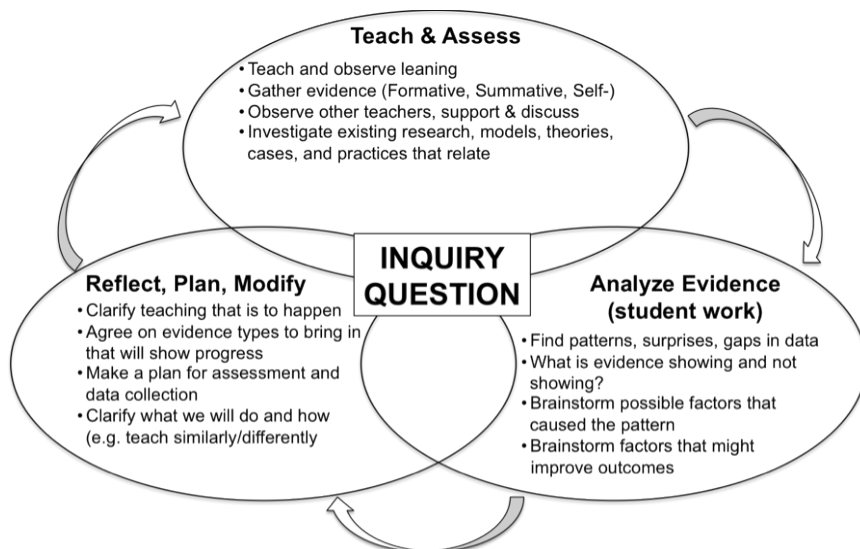 Teach & Assess
• Teach and observe leaning
• Gather evidence (Formative, Summative, Self-)
• Observe other teachers, support & discuss
• Investigate existing research, models, theories,
cases, and practices that relate
INQUIRY
QUESTION
Reflect, Plan, Modify
• Clarify teaching that is to happen
• Agree on evidence types to bring in
that will show progress
• Make a plan for assessment and
data collection
• Clarify what we will do and how
(e.g. teach similarly/differently
Analyze Evidence
(student work)
• Find patterns, surprises, gaps in data
• What is evidence showing and not
showing?
• Brainstorm possible factors that
caused the pattern
• Brainstorm factors that might
improve outcomes